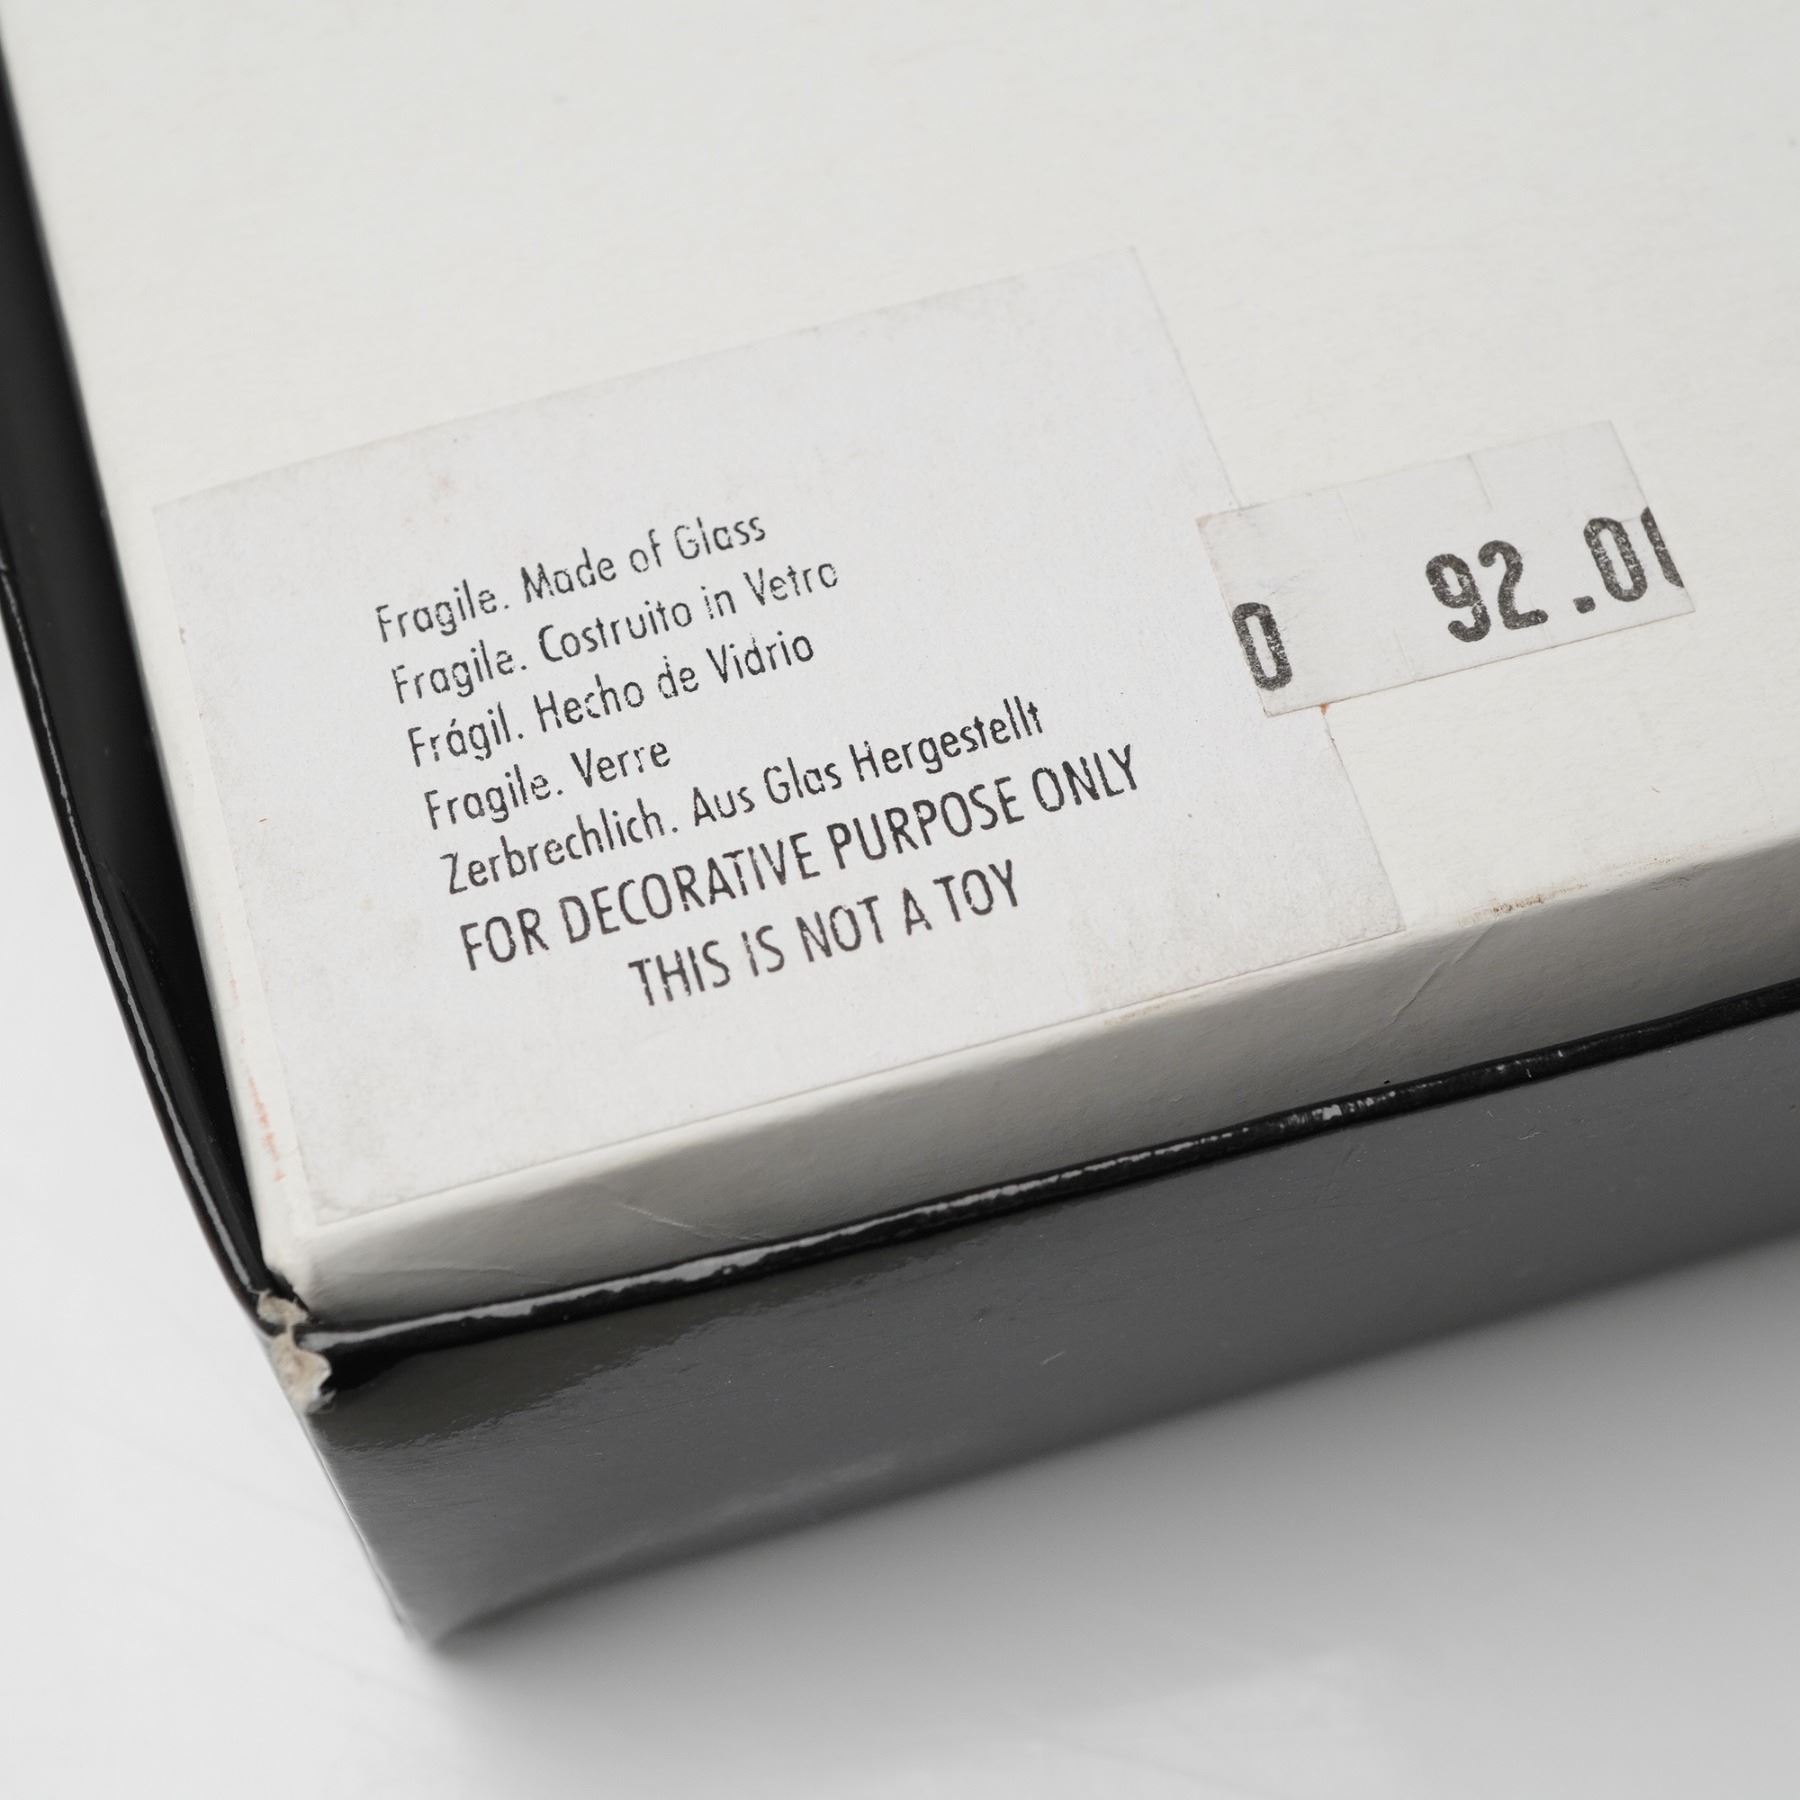 Fragile. Made of Glass
Fragile. Costruito in Vetro
Frágil. Hecho de Vidrio
Fragile. Verre
Zerbrechlich. Aus Glas Hergestellt
FOR DECORATIVE PURPOSE ONLY
THIS IS NOT A TOY
0 92.00